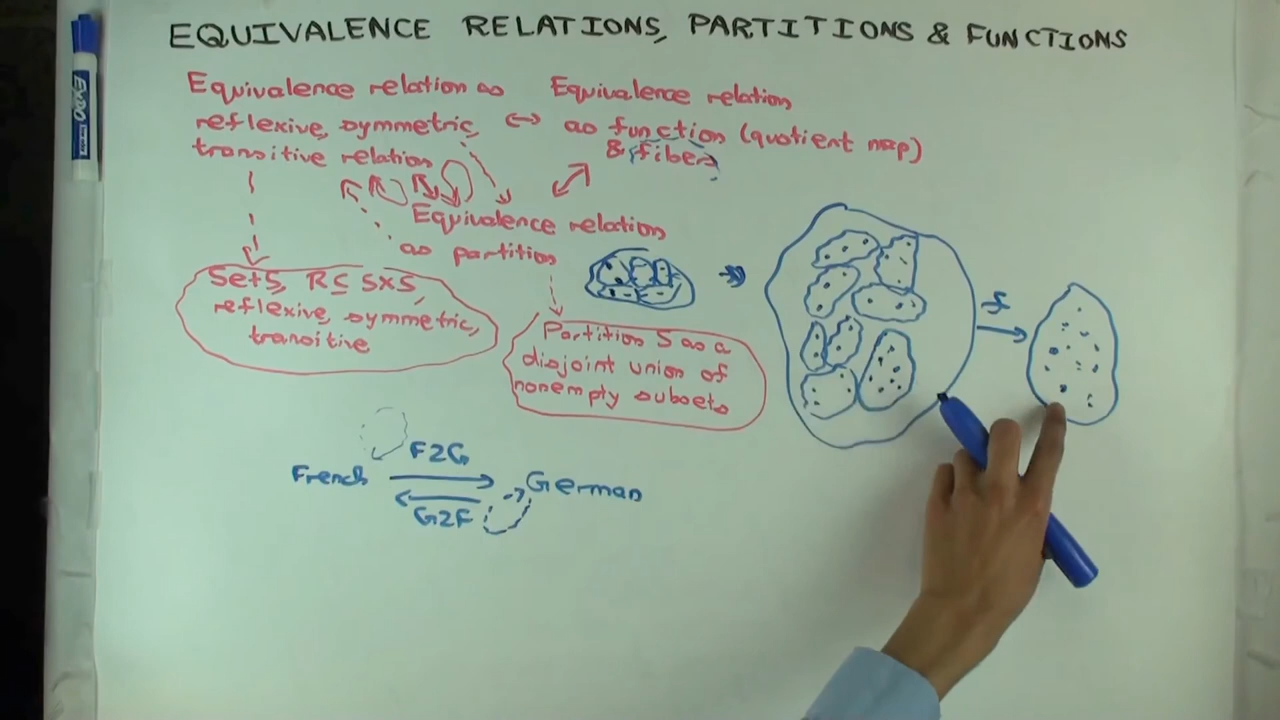 EQUIVALENCE RELATIONS, PARTITIONS & FUNCTIONS
Equivalence relation as
reflexive, symmetric,
transitive relation
Equivalence relation
as function (quotient map)
& fibers
Equivalence relation
as partition
Set S, R ⊆ S×S,
reflexive, symmetric,
transitive
Partition S as a
disjoint union of
nonempty subsets
f
French
F2G
G2F
German
EXPO